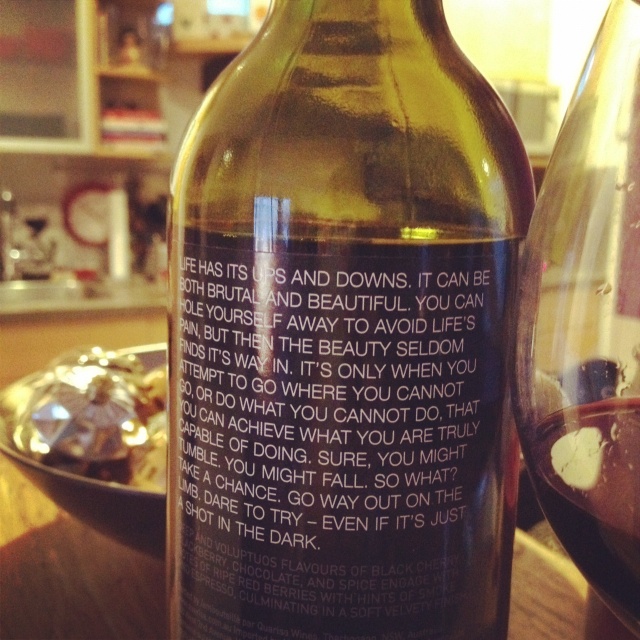 LIFE HAS ITS UPS AND DOWNS. IT CAN BE
BOTH BRUTAL AND BEAUTIFUL. YOU CAN
HOLE YOURSELF AWAY TO AVOID LIFE'S
PAIN, BUT THEN THE BEAUTY SELDOM
FINDS IT'S WAY IN. IT'S ONLY WHEN YOU
ATTEMPT TO GO WHERE YOU CANNOT
GO, OR DO WHAT YOU CANNOT DO, THAT
YOU CAN ACHIEVE WHAT YOU ARE TRULY
CAPABLE OF DOING. SURE, YOU MIGHT
TUMBLE. YOU MIGHT FALL. SO WHAT?
TAKE A CHANCE. GO WAY OUT ON THE
LIMB. DARE TO TRY – EVEN IF IT'S JUST
A SHOT IN THE DARK.
AND VOLUPTUOS FLAVOURS OF BLACK CHERRY
BLACKBERRY, CHOCOLATE, AND SPICE ENGAGE
OF RIPE RED BERRIES WITH HINTS OF
ESPRESSO, CULMINATING IN A SOFT VELVETY